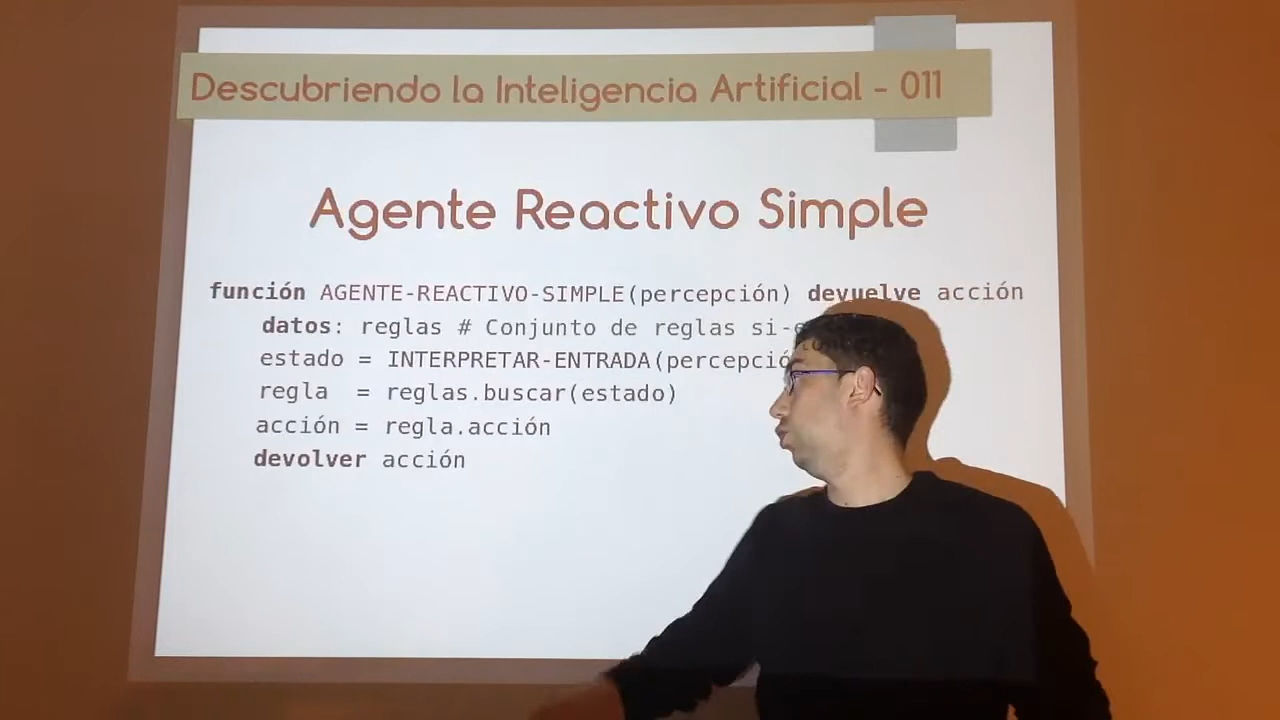 Descubriendo la Inteligencia Artificial - 011
Agente Reactivo Simple
función AGENTE-REACTIVO-SIMPLE(percepción) devuelve acción
datos: reglas # Conjunto de reglas
estado = INTERPRETAR-ENTRADA(
regla = reglas.buscar(estado)
acción = regla.acción
devolver acción